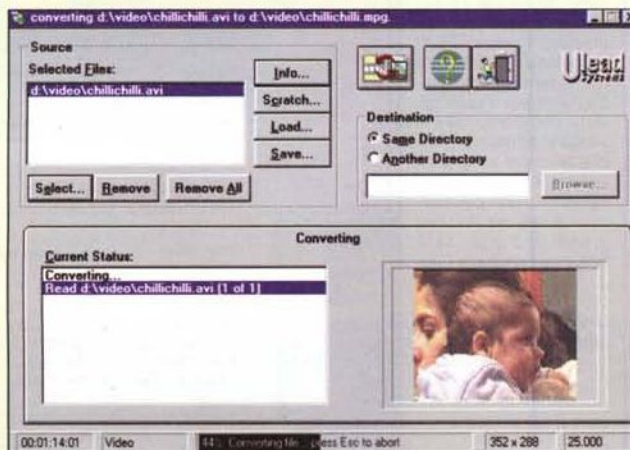 converting d:\video\chillichilli.avi to d:\video\chillichilli.mpg.
Source
Selected Files:
d:\video\chillichilli.avi
Info...
Scratch...
Load...
Save...
Select...
Remove
Remove All
Ulead
Systems
Destination
Same Directory
Another Directory
Browse...
Converting
Current Status:
Converting...
Read d:\video\chillichilli.avi (1 of 1)
00:01:14:01
Video
44% Converting file... press Esc to abort
352 x 288
25.000